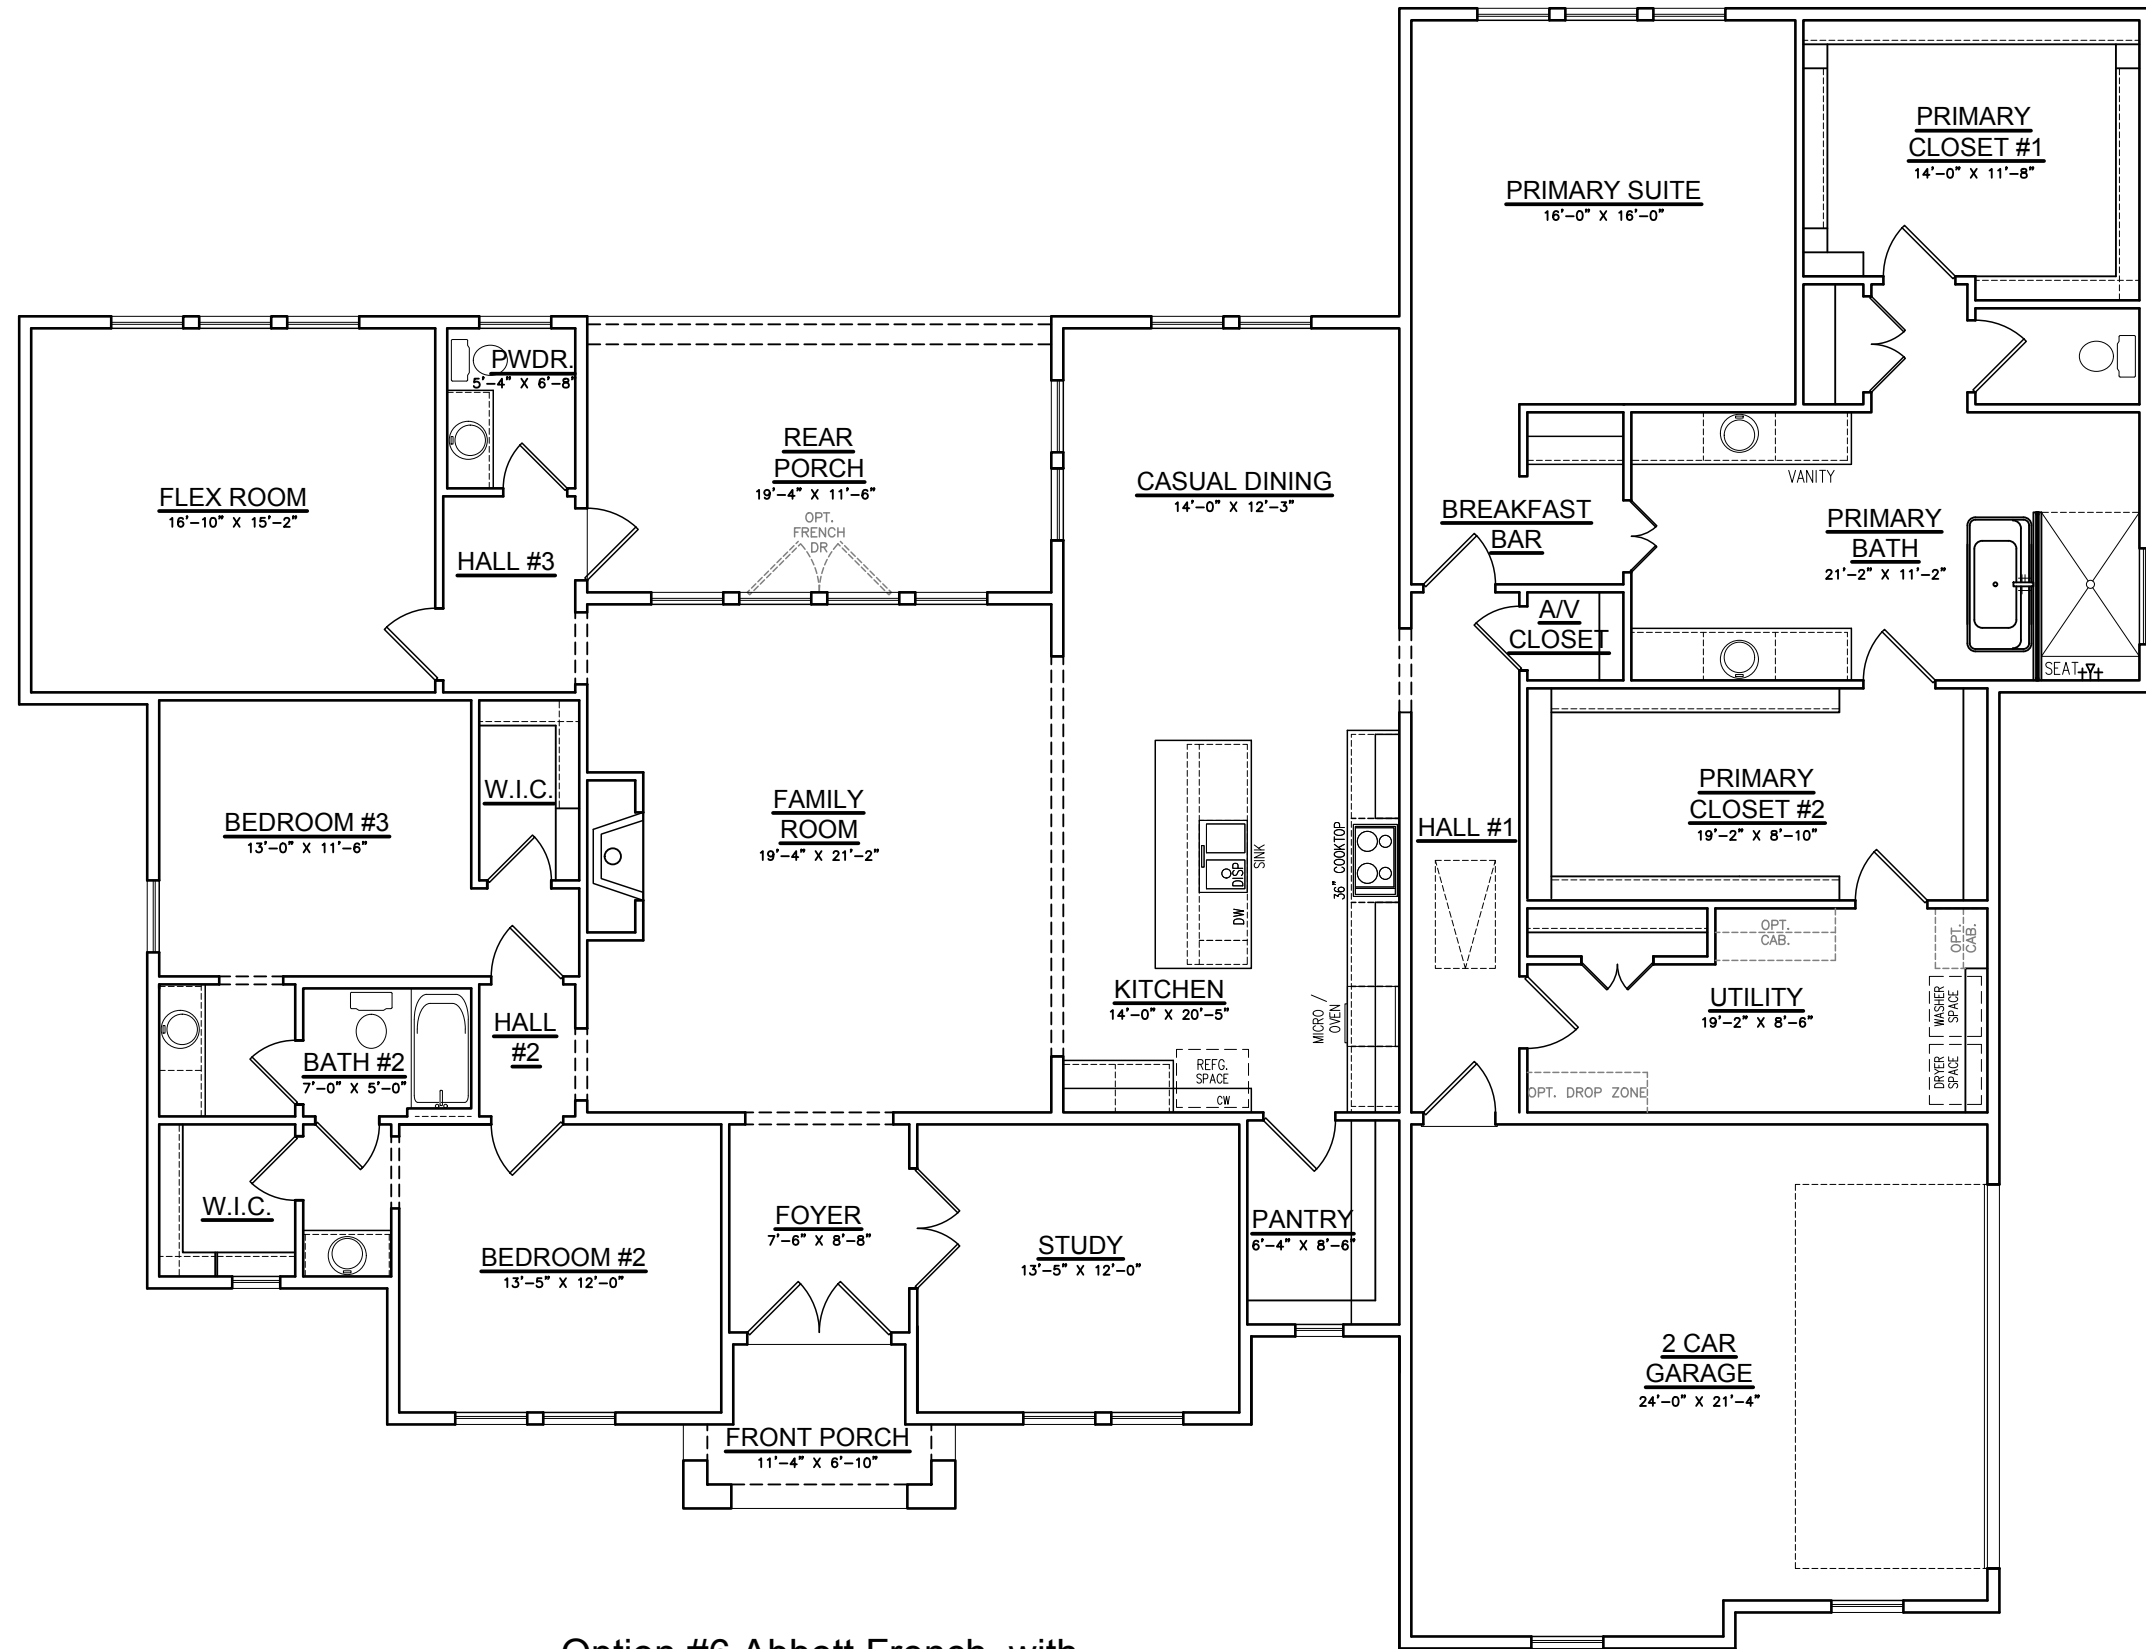 PRIMARY
CLOSET #1
14'-0" X 11'-8"
PRIMARY SUITE
16'-0" X 16'-0"
PWDR.
5'-4" X 6'-8"
REAR
PORCH
19'-4" X 11'-6"
OPT.
FRENCH
DR
FLEX ROOM
16'-10" X 15'-2"
CASUAL DINING
14'-0" X 12'-3"
VANITY
BREAKFAST
BAR
PRIMARY
BATH
21'-2" X 11'-2"
HALL #3
A/V
CLOSET
SEAT
W.I.C.
BEDROOM #3
13'-0" X 11'-6"
FAMILY
ROOM
19'-4" X 21'-2"
SINK
DISP
DW
36" COOKTOP
HALL #1
PRIMARY
CLOSET #2
19'-2" X 8'-10"
OPT.
CAB.
OPT.
CAB.
KITCHEN
14'-0" X 20'-5"
MICRO /
OVEN
UTILITY
19'-2" X 8'-6"
WASHER
SPACE
DRYER
SPACE
HALL
#2
BATH #2
7'-0" X 5'-0"
REFG.
SPACE
CW
OPT. DROP ZONE
W.I.C.
BEDROOM #2
13'-5" X 12'-0"
FOYER
7'-6" X 8'-8"
STUDY
13'-5" X 12'-0"
PANTRY
6'-4" X 8'-6"
2 CAR
GARAGE
24'-0" X 21'-4"
FRONT PORCH
11'-4" X 6'-10"
Option #6 Abbott French, with